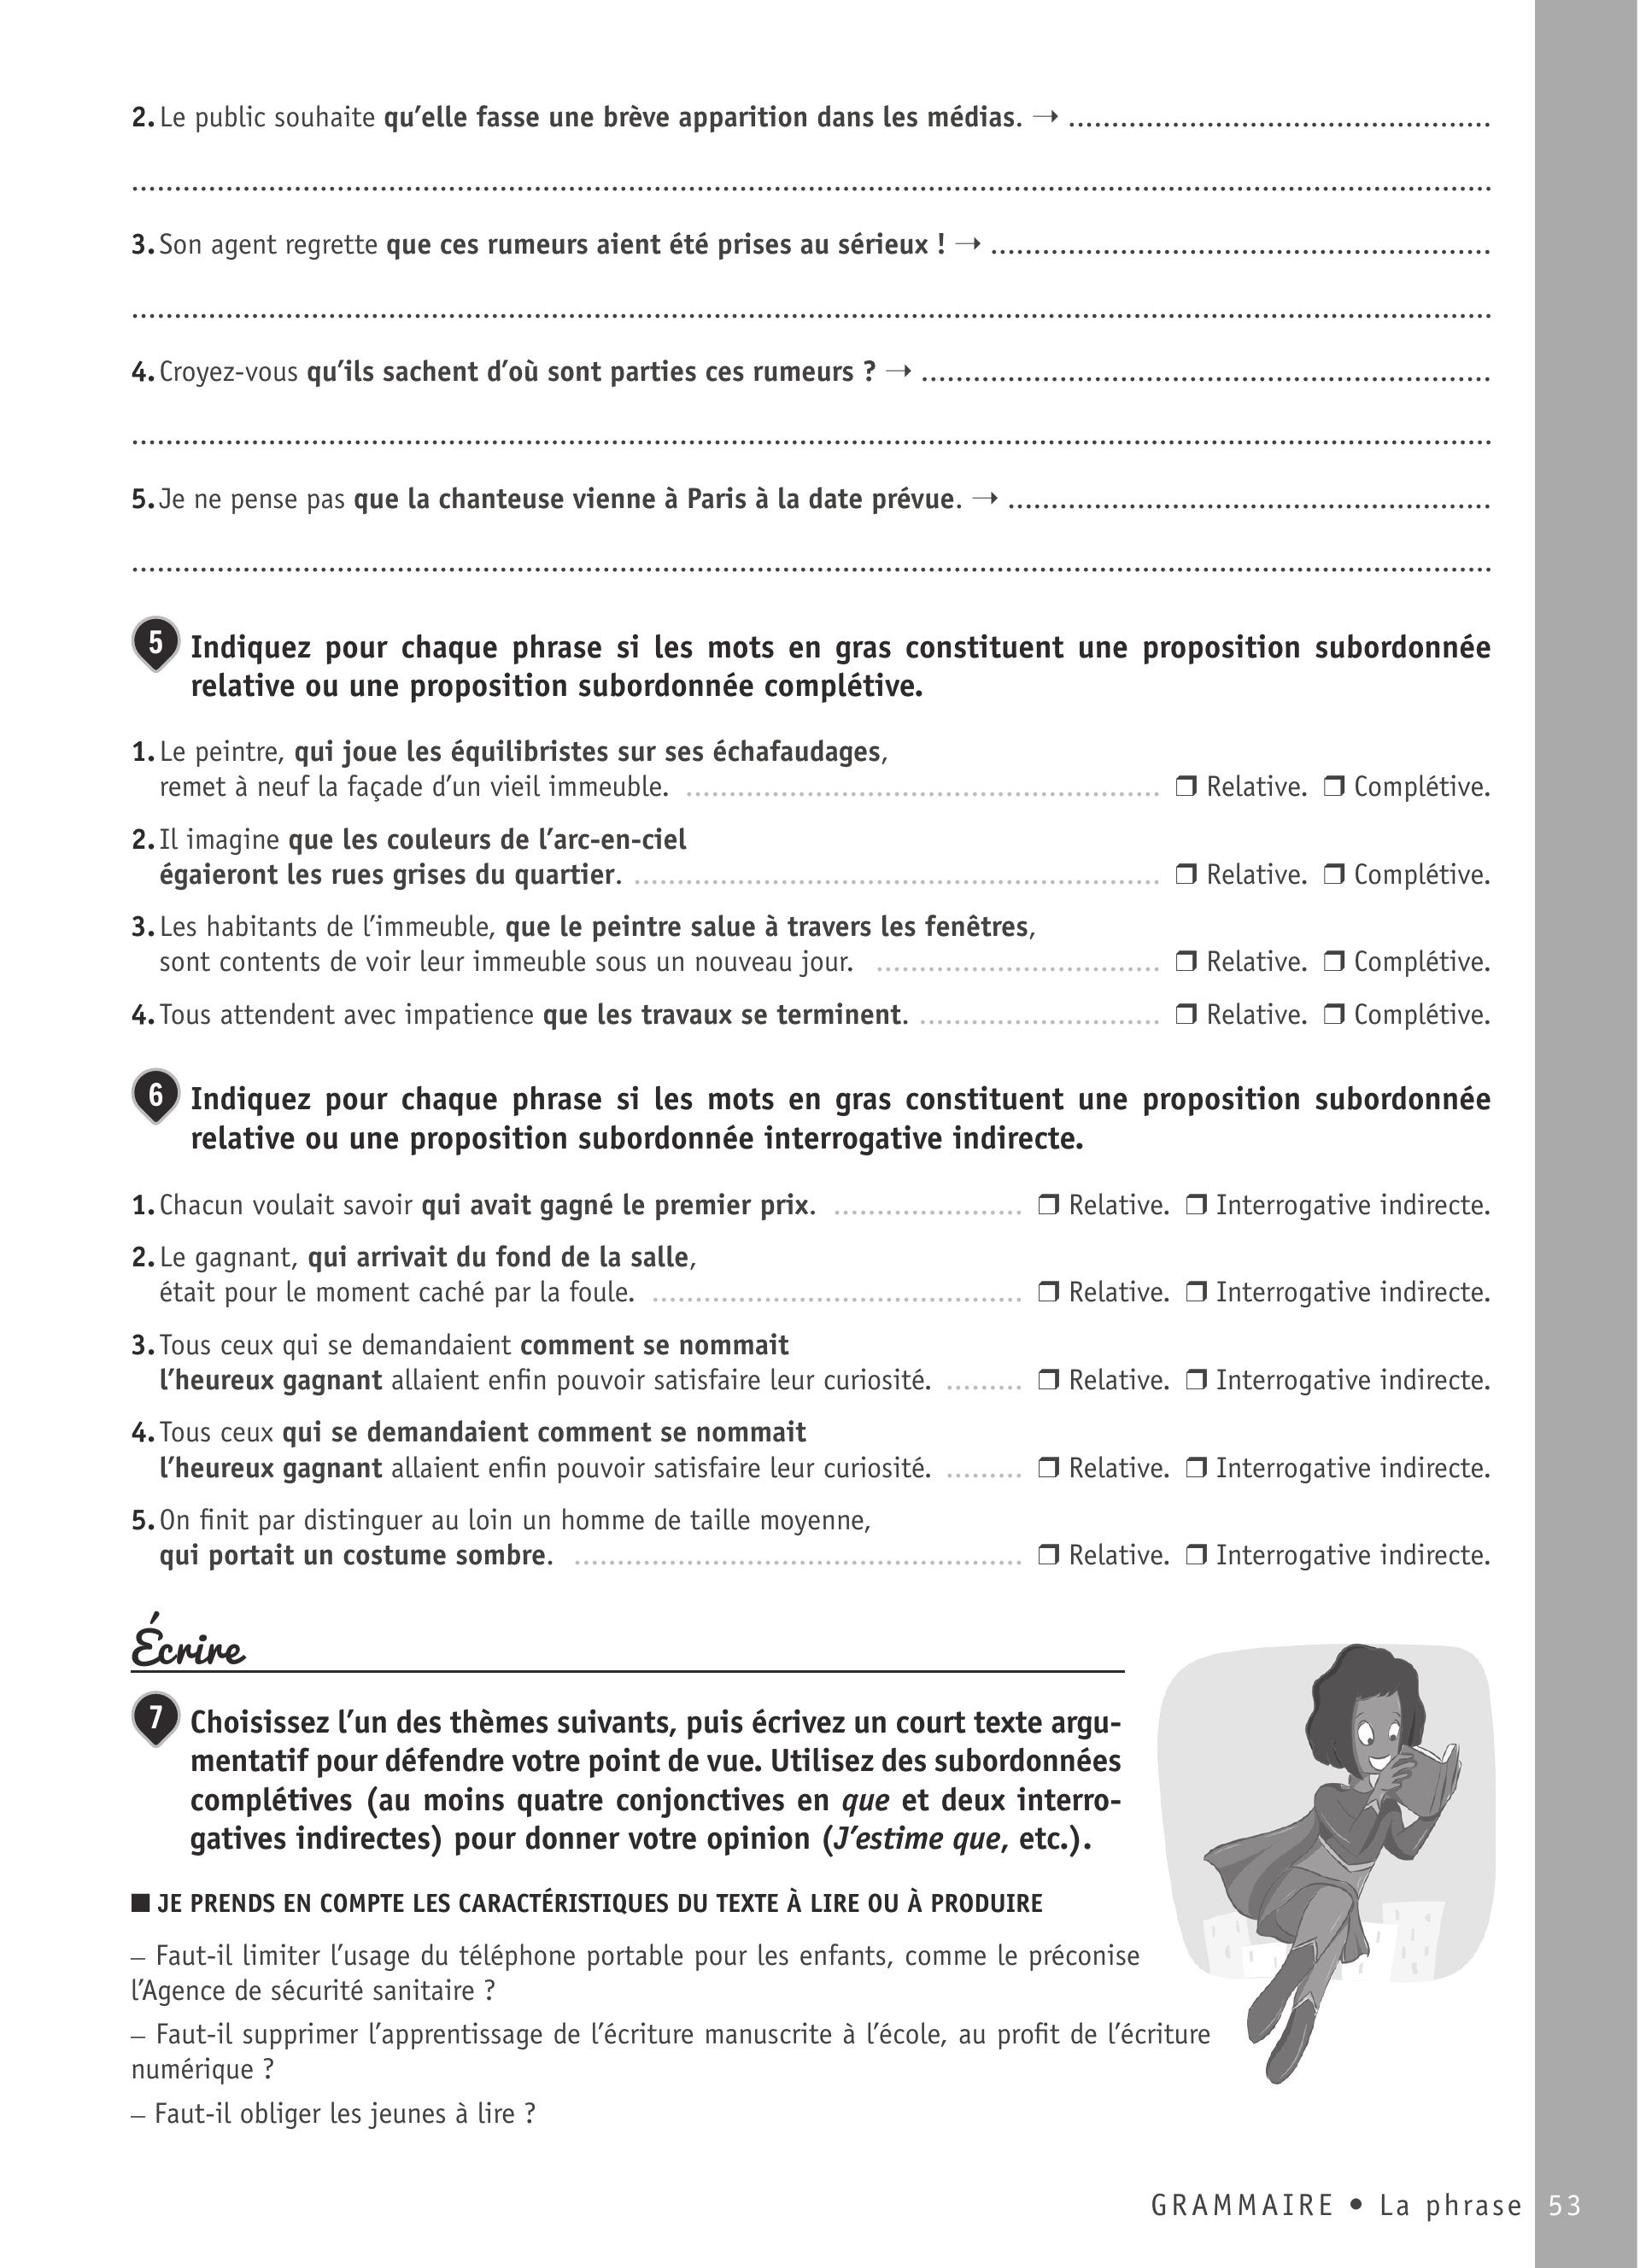 2. Le public souhaite qu’elle fasse une brève apparition dans les médias. → ................................................
................................................................................
3. Son agent regrette que ces rumeurs aient été prises au sérieux ! → ................................................
................................................................................
4. Croyez-vous qu’ils sachent d’où sont parties ces rumeurs ? → ................................................
................................................................................
5. Je ne pense pas que la chanteuse vienne à Paris à la date prévue. → ................................................
................................................................................
5 Indiquez pour chaque phrase si les mots en gras constituent une proposition subordonnée
relative ou une proposition subordonnée complétive.
1. Le peintre, qui joue les équilibristes sur ses échafaudages,
remet à neuf la façade d’un vieil immeuble. ................................ ❒ Relative. ❒ Complétive.
2. Il imagine que les couleurs de l’arc-en-ciel
égaieront les rues grises du quartier. ................................ ❒ Relative. ❒ Complétive.
3. Les habitants de l’immeuble, que le peintre salue à travers les fenêtres,
sont contents de voir leur immeuble sous un nouveau jour. ................................ ❒ Relative. ❒ Complétive.
4. Tous attendent avec impatience que les travaux se terminent. ............................ ❒ Relative. ❒ Complétive.
6 Indiquez pour chaque phrase si les mots en gras constituent une proposition subordonnée
relative ou une proposition subordonnée interrogative indirecte.
1. Chacun voulait savoir qui avait gagné le premier prix. ...................... ❒ Relative. ❒ Interrogative indirecte.
2. Le gagnant, qui arrivait du fond de la salle,
était pour le moment caché par la foule. ................................ ❒ Relative. ❒ Interrogative indirecte.
3. Tous ceux qui se demandaient comment se nommait
l’heureux gagnant allaient enfin pouvoir satisfaire leur curiosité. ......... ❒ Relative. ❒ Interrogative indirecte.
4. Tous ceux qui se demandaient comment se nommait
l’heureux gagnant allaient enfin pouvoir satisfaire leur curiosité. ......... ❒ Relative. ❒ Interrogative indirecte.
5. On finit par distinguer au loin un homme de taille moyenne,
qui portait un costume sombre. ................................ ❒ Relative. ❒ Interrogative indirecte.
Écrire
7 Choisissez l’un des thèmes suivants, puis écrivez un court texte argu-
mentatif pour défendre votre point de vue. Utilisez des subordonnées
complétives (au moins quatre conjonctives en que et deux interro-
gatives indirectes) pour donner votre opinion (J’estime que, etc.).
■ JE PRENDS EN COMPTE LES CARACTÉRISTIQUES DU TEXTE À LIRE OU À PRODUIRE
– Faut-il limiter l’usage du téléphone portable pour les enfants, comme le préconise
l’Agence de sécurité sanitaire ?
– Faut-il supprimer l’apprentissage de l’écriture manuscrite à l’école, au profit de l’écriture
numérique ?
– Faut-il obliger les jeunes à lire ?
GRAMMAIRE • La phrase 53